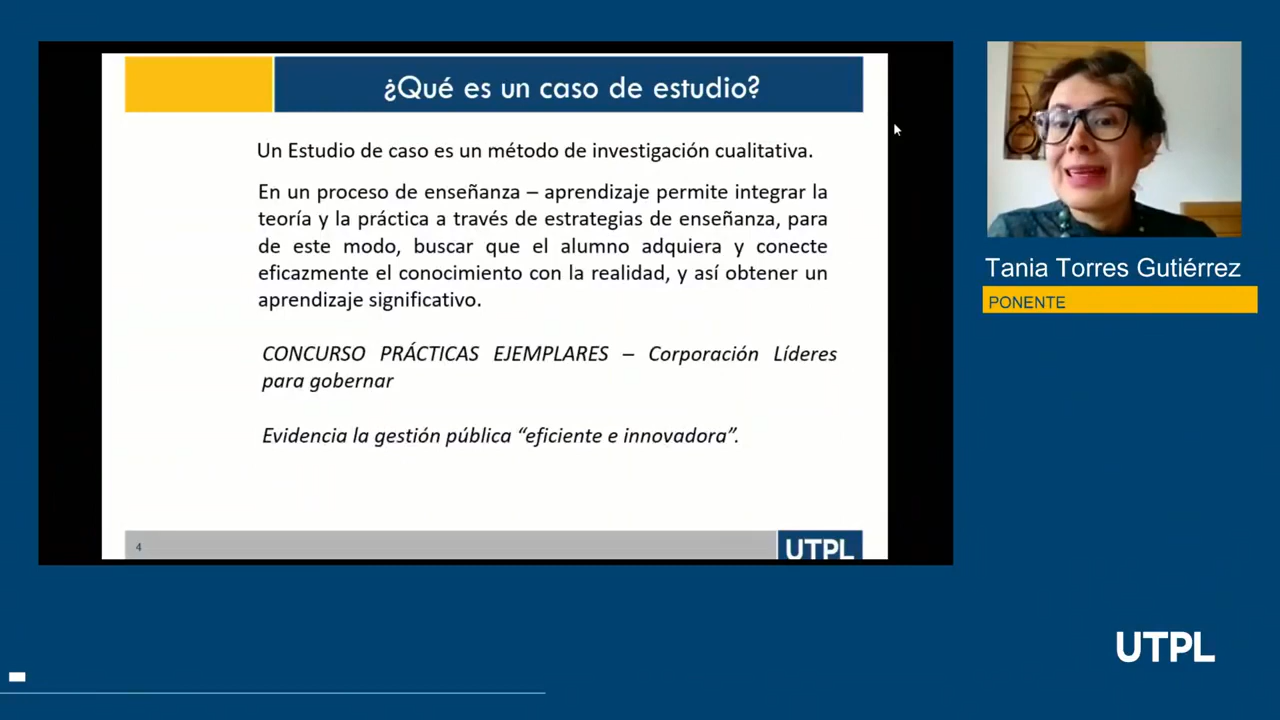 ¿Qué es un caso de estudio?
Un Estudio de caso es un método de investigación cualitativa.
En un proceso de enseñanza – aprendizaje permite integrar la
teoría y la práctica a través de estrategias de enseñanza, para
de este modo, buscar que el alumno adquiera y conecte
eficazmente el conocimiento con la realidad, y así obtener un
aprendizaje significativo.
CONCURSO PRÁCTICAS EJEMPLARES – Corporación Líderes
para gobernar
Evidencia la gestión pública “eficiente e innovadora”.
4
UTPL
Tania Torres Gutiérrez
PONENTE
UTPL